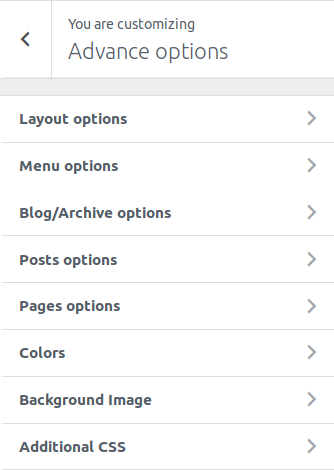 You are customizing
Advance options
Layout options
Menu options
Blog/Archive options
Posts options
Pages options
Colors
Background Image
Additional CSS